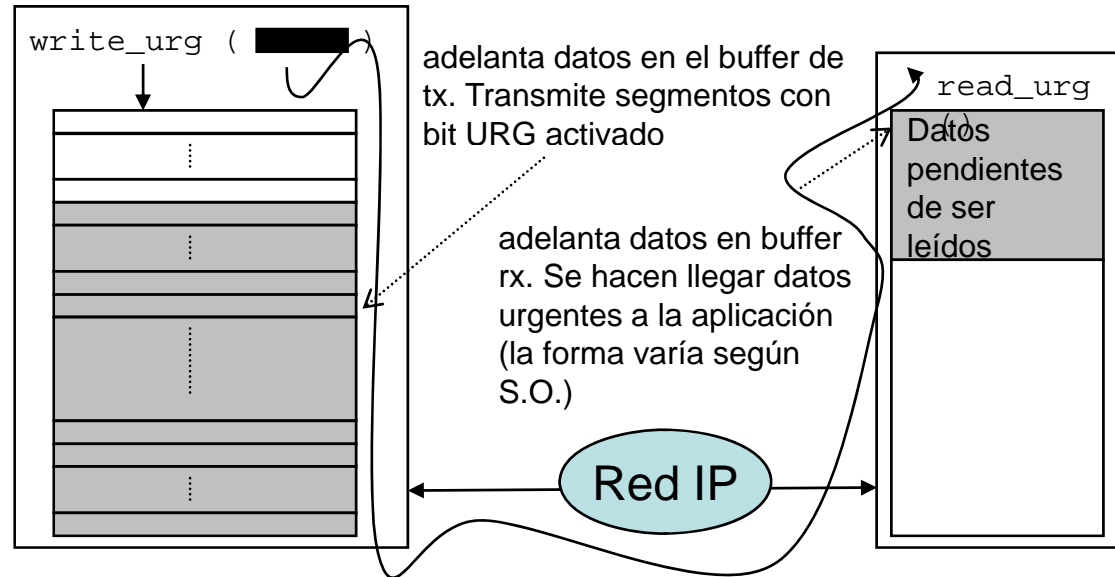 write_urg ( )
adelanta datos en el buffer de
tx. Transmite segmentos con
bit URG activado
read_urg
()
Datos
pendientes
de ser
leídos
adelanta datos en buffer
rx. Se hacen llegar datos
urgentes a la aplicación
(la forma varía según
S.O.)
Red IP